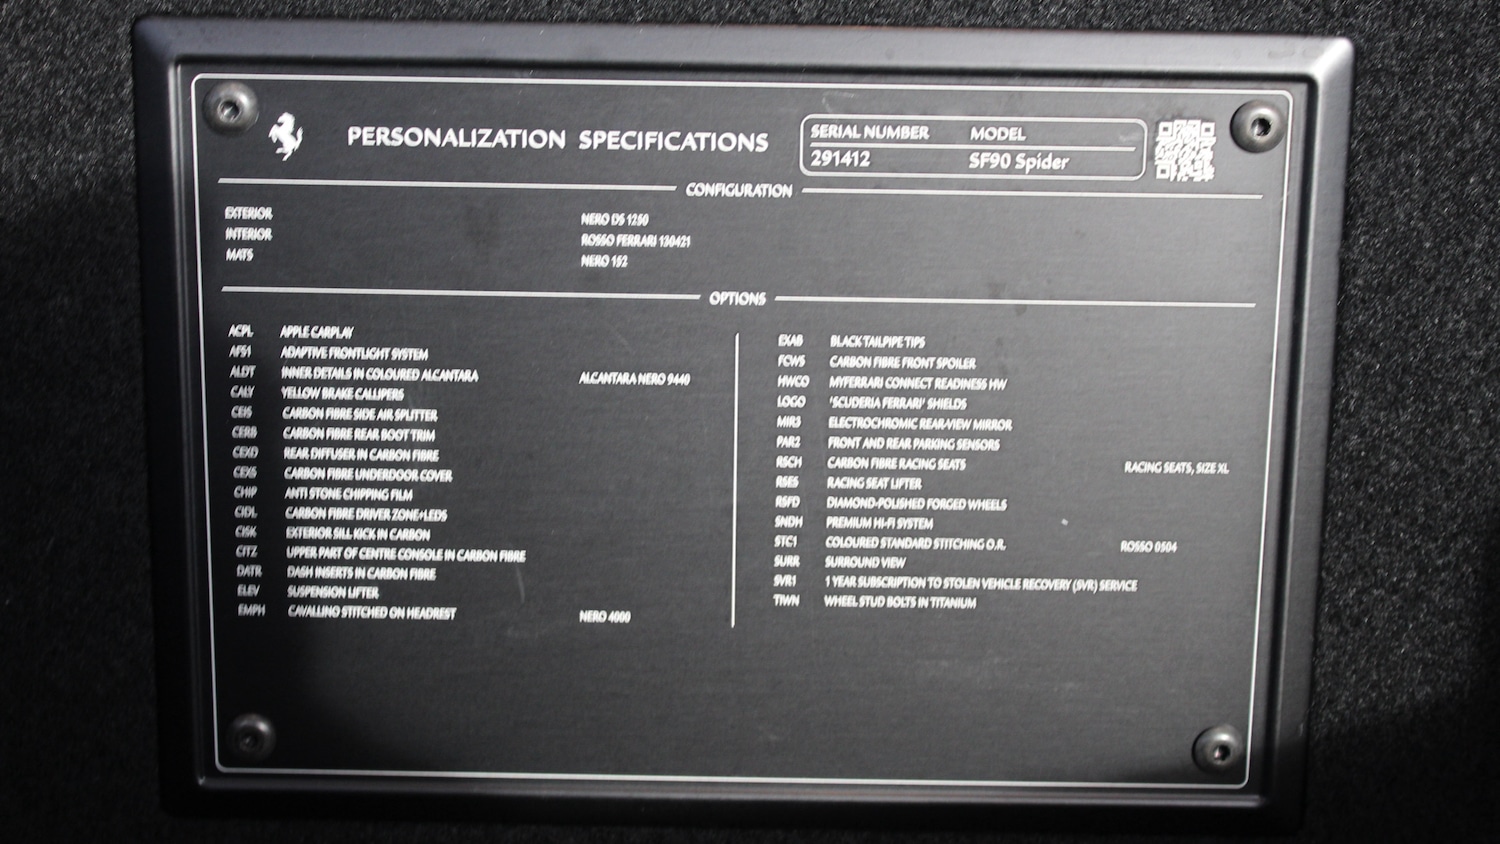 PERSONALIZATION SPECIFICATIONS
SERIAL NUMBER MODEL
291412 SF90 Spider
CONFIGURATION
EXTERIOR NERO DS 1250
INTERIOR ROSSO FERRARI 130421
MATS NERO 152
OPTIONS
ACPL APPLE CARPLAY
AFS1 ADAPTIVE FRONTLIGHT SYSTEM
ALDT INNER DETAILS IN COLOURED ALCANTARA ALCANTARA NERO 9440
CALY YELLOW BRAKE CALLIPERS
CEIS CARBON FIBRE SIDE AIR SPLITTER
CERB CARBON FIBRE REAR BOOT TRIM
CEXD REAR DIFFUSER IN CARBON FIBRE
CEXS CARBON FIBRE UNDERDOOR COVER
CHIP ANTI STONE CHIPPING FILM
CIDL CARBON FIBRE DRIVER ZONE+LEDS
CISK EXTERIOR SILL KICK IN CARBON
CITZ UPPER PART OF CENTRE CONSOLE IN CARBON FIBRE
DATR DASH INSERTS IN CARBON FIBRE
ELEV SUSPENSION LIFTER
EMPH CAVALLINO STITCHED ON HEADREST NERO 4000
EXAB BLACK TAILPIPE TIPS
FCWS CARBON FIBRE FRONT SPOILER
HWCO MYFERRARI CONNECT READINESS HW
LOGO 'SCUDERIA FERRARI' SHIELDS
MIR3 ELECTROCHROMIC REAR-VIEW MIRROR
PAR2 FRONT AND REAR PARKING SENSORS
RSCH CARBON FIBRE RACING SEATS RACING SEATS, SIZE XL
RSES RACING SEAT LIFTER
RSFD DIAMOND-POLISHED FORGED WHEELS
SNDH PREMIUM HI-FI SYSTEM
STC1 COLOURED STANDARD STITCHING O.R. ROSSO 0504
SURR SURROUND VIEW
SVR1 1 YEAR SUBSCRIPTION TO STOLEN VEHICLE RECOVERY (SVR) SERVICE
TIWN WHEEL STUD BOLTS IN TITANIUM